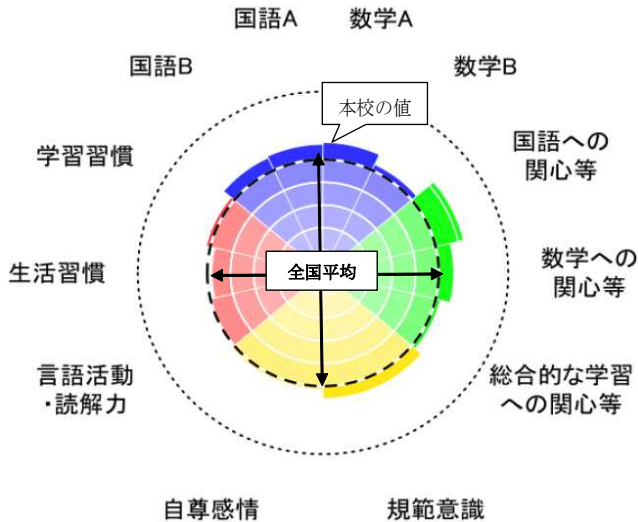 国語A
数学A
国語B
数学B
本校の値
学習習慣
国語への
関心等
生活習慣
全国平均
数学への
関心等
言語活動
・読解力
総合的な学習
への関心等
自尊感情
規範意識